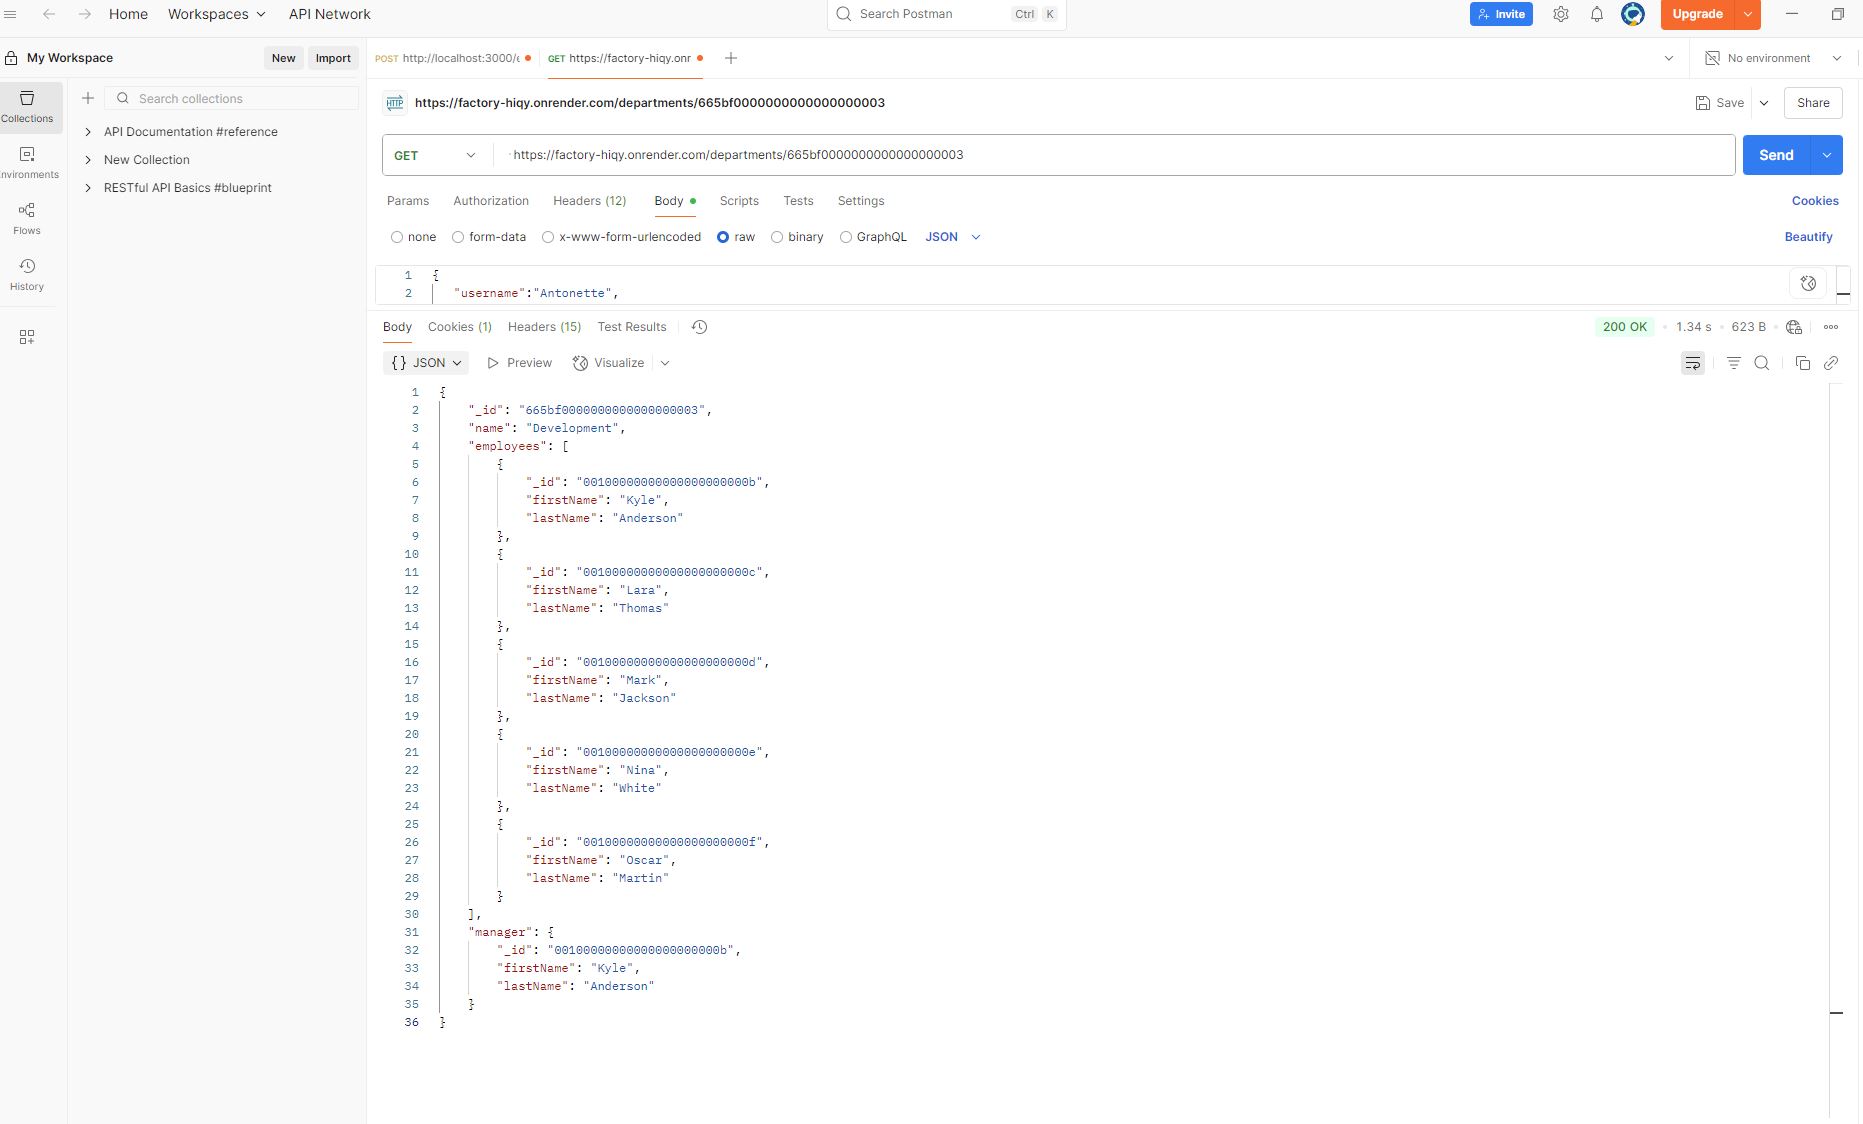 Home Workspaces API Network Search Postman Ctrl K Invite Upgrade
My Workspace New Import POST http://localhost:3000/e GET https://factory-hiqy.onr No environment
Collections Search collections HTTP https://factory-hiqy.onrender.com/departments/665bf0000000000000000003 Save Share
API Documentation #reference
New Collection
RESTful API Basics #blueprint
nvironments
Flows
History
GET https://factory-hiqy.onrender.com/departments/665bf0000000000000000003 Send
Params Authorization Headers (12) Body Scripts Tests Settings Cookies
none form-data x-www-form-urlencoded raw binary GraphQL JSON Beautify
1 {
2 "username":"Antonette",
Body Cookies (1) Headers (15) Test Results 200 OK 1.34 s 623 B
{} JSON Preview Visualize
1 {
2 "_id": "665bf0000000000000000003",
3 "name": "Development",
4 "employees": [
5 {
6 "_id": "00100000000000000000000b",
7 "firstName": "Kyle",
8 "lastName": "Anderson"
9 },
10 {
11 "_id": "00100000000000000000000c",
12 "firstName": "Lara",
13 "lastName": "Thomas"
14 },
15 {
16 "_id": "00100000000000000000000d",
17 "firstName": "Mark",
18 "lastName": "Jackson"
19 },
20 {
21 "_id": "00100000000000000000000e",
22 "firstName": "Nina",
23 "lastName": "White"
24 },
25 {
26 "_id": "00100000000000000000000f",
27 "firstName": "Oscar",
28 "lastName": "Martin"
29 }
30 ],
31 "manager": {
32 "_id": "00100000000000000000000b",
33 "firstName": "Kyle",
34 "lastName": "Anderson"
35 }
36 }